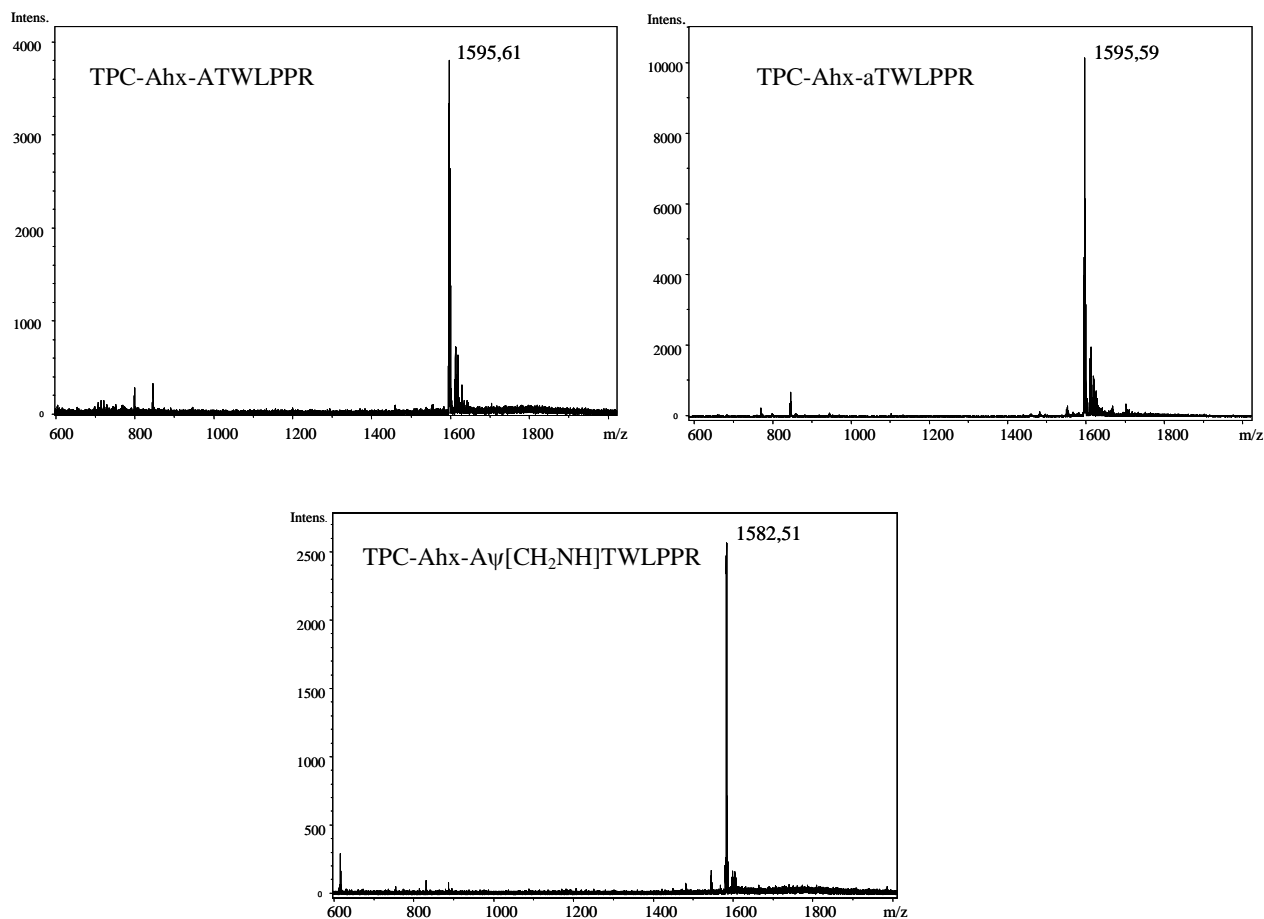 Intens.
4000
3000
2000
1000
0
1595,61
TPC-Ahx-ATWLPPR
600 800 1000 1200 1400 1600 1800 m/z
Intens.
10000
8000
6000
4000
2000
0
1595,59
TPC-Ahx-aTWLPPR
600 800 1000 1200 1400 1600 1800 m/z
Intens.
2500
2000
1500
1000
500
0
1582,51
TPC-Ahx-Aψ[CH₂NH]TWLPPR
600 800 1000 1200 1400 1600 1800 m/z